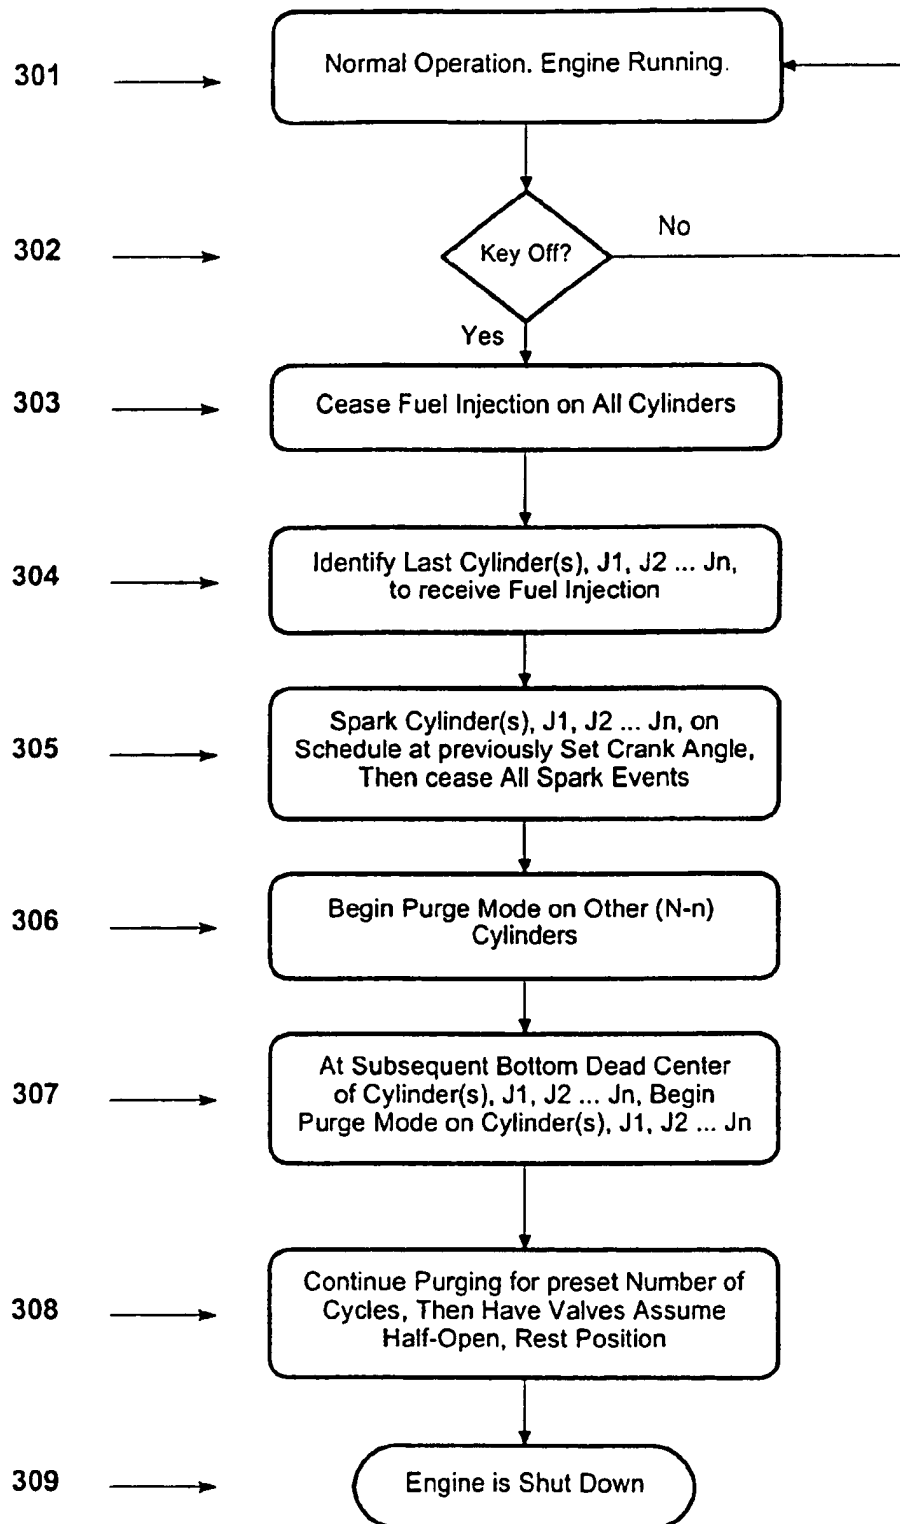 301
Normal Operation. Engine Running.
302
Key Off?
No
Yes
303
Cease Fuel Injection on All Cylinders
304
Identify Last Cylinder(s), J1, J2 ... Jn,
to receive Fuel Injection
305
Spark Cylinder(s), J1, J2 ... Jn, on
Schedule at previously Set Crank Angle,
Then cease All Spark Events
306
Begin Purge Mode on Other (N-n)
Cylinders
307
At Subsequent Bottom Dead Center
of Cylinder(s), J1, J2 ... Jn, Begin
Purge Mode on Cylinder(s), J1, J2 ... Jn
308
Continue Purging for preset Number of
Cycles, Then Have Valves Assume
Half-Open, Rest Position
309
Engine is Shut Down